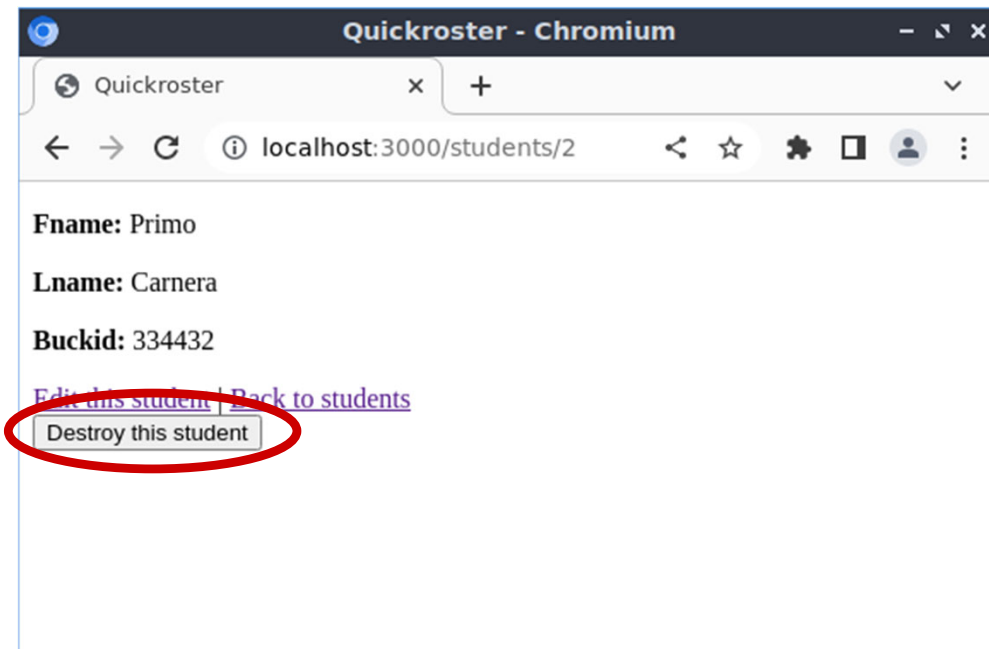 Quickroster - Chromium
Quickroster
localhost:3000/students/2
Fname: Primo
Lname: Carnera
Buckid: 334432
Edit this student | Back to students
Destroy this student